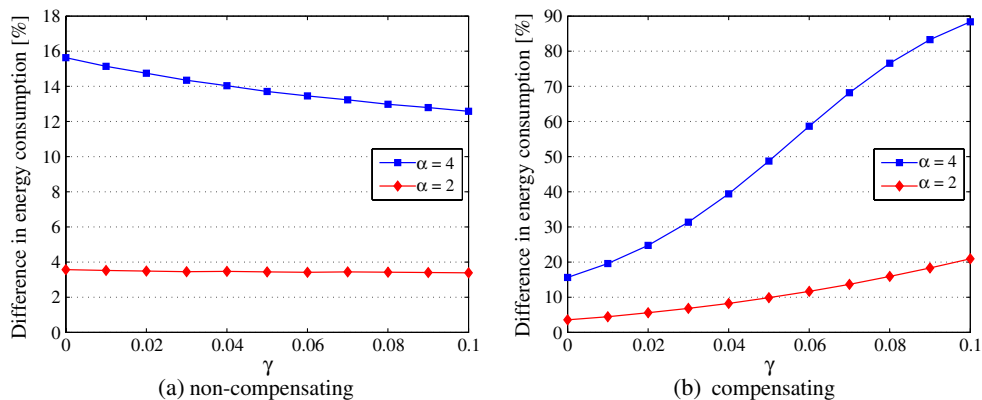 Difference in energy consumption [%]
18
16
14
12
10
8
6
4
2
0
α = 4
α = 2
0 0.02 0.04 0.06 0.08 0.1
γ
(a) non-compensating
Difference in energy consumption [%]
90
80
70
60
50
40
30
20
10
0
α = 4
α = 2
0 0.02 0.04 0.06 0.08 0.1
γ
(b) compensating